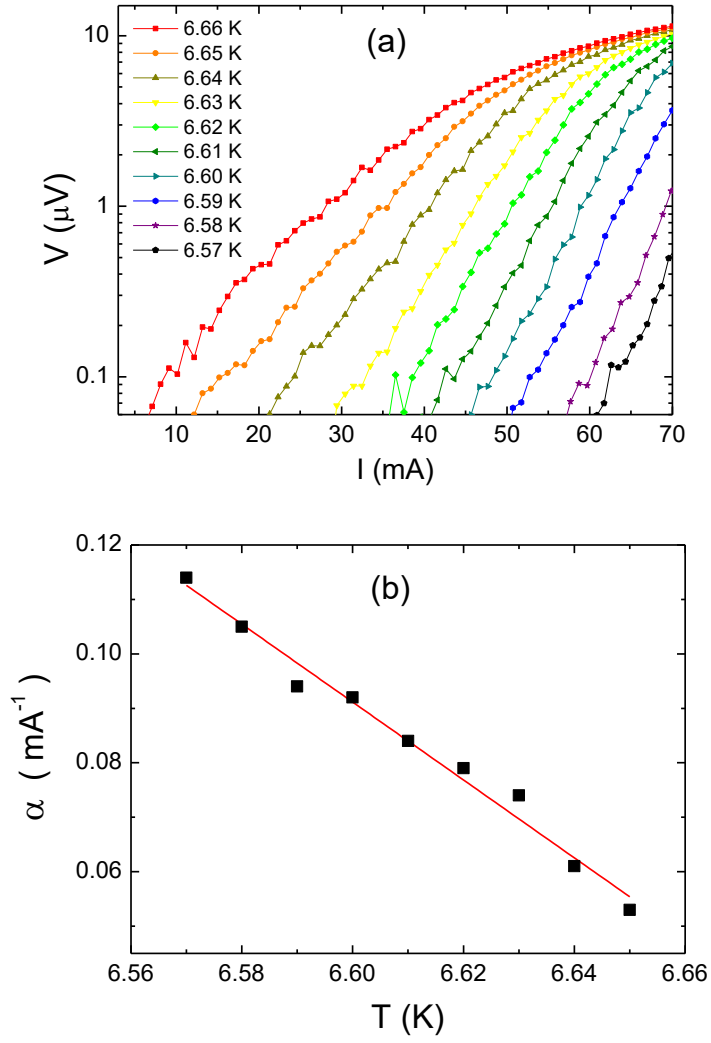 (a)
10
1
0.1
V (μV)
6.66 K
6.65 K
6.64 K
6.63 K
6.62 K
6.61 K
6.60 K
6.59 K
6.58 K
6.57 K
10 20 30 40 50 60 70
I (mA)
(b)
0.12
0.10
0.08
0.06
α ( mA⁻¹)
6.56 6.58 6.60 6.62 6.64 6.66
T (K)